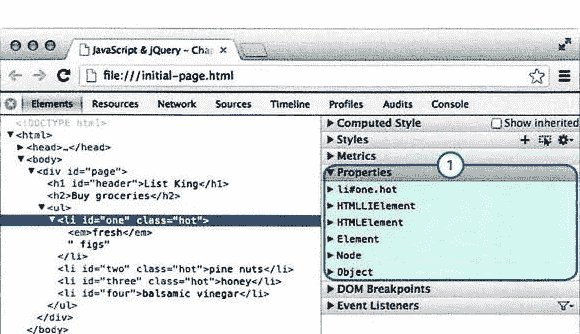 JavaScript & jQuery – Cha
file:///initial-page.html
Elements Resources Network Sources Timeline Profiles Audits Console
<!DOCTYPE html>
▼<html>
▶<head>…</head>
▼<body>
▼<div id="page">
<h1 id="header">List King</h1>
<h2>Buy groceries</h2>
▼<ul>
▼<li id="one" class="hot">
<em>fresh</em>
" figs"
</li>
<li id="two" class="hot">pine nuts</li>
<li id="three" class="hot">honey</li>
<li id="four">balsamic vinegar</li>
</ul>
</div>
</body>
▶Computed Style Show inherited
▶Styles
▶Metrics
1
▼Properties
▶li#one.hot
▶HTMLLIElement
▶HTMLElement
▶Element
▶Node
▶Object
▶DOM Breakpoints
▶Event Listeners